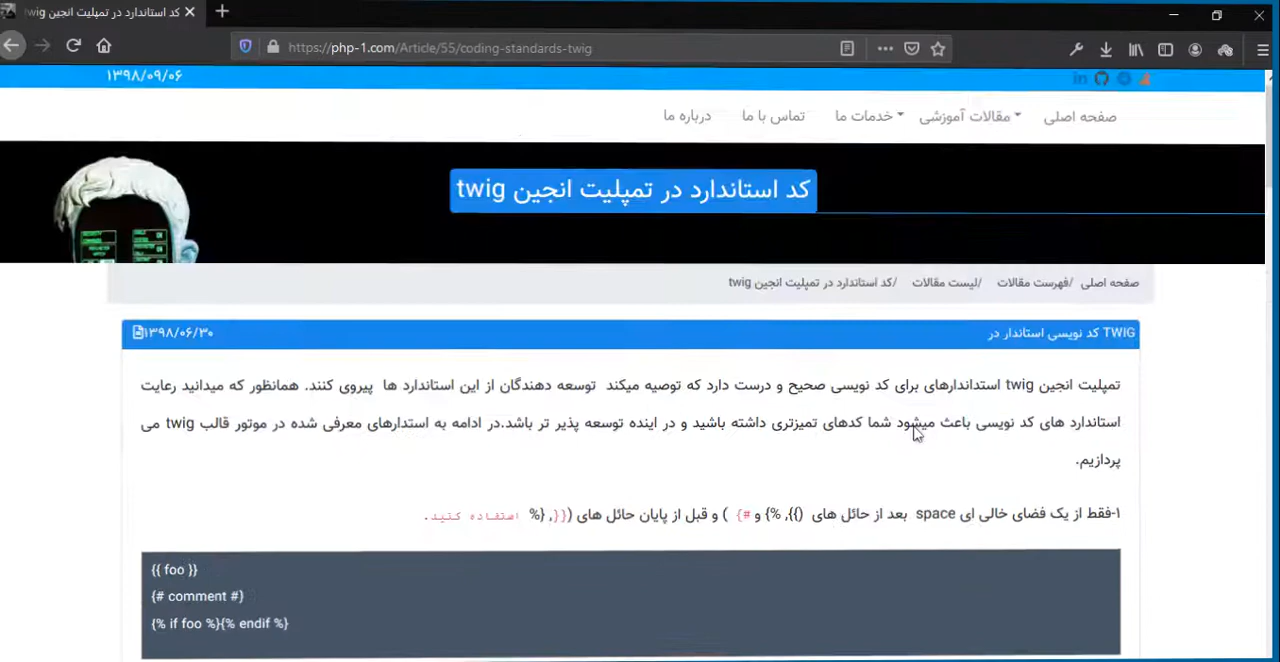 کد استاندارد در تمپلیت انجین twig
https://php-1.com/Article/55/coding-standards-twig
۱۳۹۸/۰۹/۰۶
صفحه اصلی مقالات آموزشی خدمات ما تماس با ما درباره ما
کد استاندارد در تمپلیت انجین twig
صفحه اصلی /فهرست مقالات /لیست مقالات /کد استاندارد در تمپلیت انجین twig
TWIG کد نویسی استاندار در
۱۳۹۸/۰۶/۳۰
تمپلیت انجین twig استدانداردهای برای کد نویسی صحیح و درست دارد که توصیه میکند توسعه دهندگان از این استاندارد ها پیروی کنند. همانظور که میدانید رعایت
استاندارد های کد نویسی باعث میشود شما کدهای تمیزتری داشته باشید و در اینده توسعه پذیر تر باشد.در ادامه به استدارهای معرفی شده در موتور قالب twig می
پردازیم.
۱-فقط از یک فضای خالی ای space بعد از حائل های ({{, %} و #} ) و قبل از پایان حائل های (}}, %} استفاده کنید.
{{ foo }}
{# comment #}
{% if foo %}{% endif %}